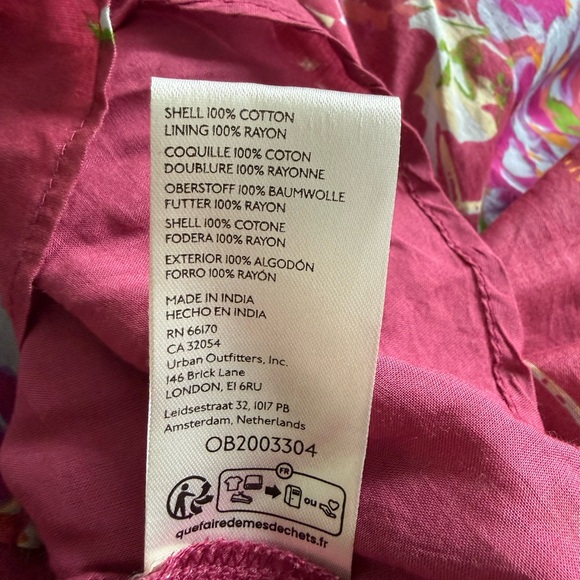 SHELL 100% COTTON
LINING 100% RAYON
COQUILLE 100% COTON
DOUBLURE 100% RAYONNE
OBERSTOFF 100% BAUMWOLLE
FUTTER 100% RAYON
SHELL 100% COTONE
FODERA 100% RAYON
EXTERIOR 100% ALGODÓN
FORRO 100% RAYÓN
MADE IN INDIA
HECHO EN INDIA
RN 66170
CA 32054
Urban Outfitters, Inc.
146 Brick Lane
LONDON, E1 6RU
Leidsestraat 32, 1017 PB
Amsterdam, Netherlands
OB2003304
FR
OU
quefairedemesdechets.fr